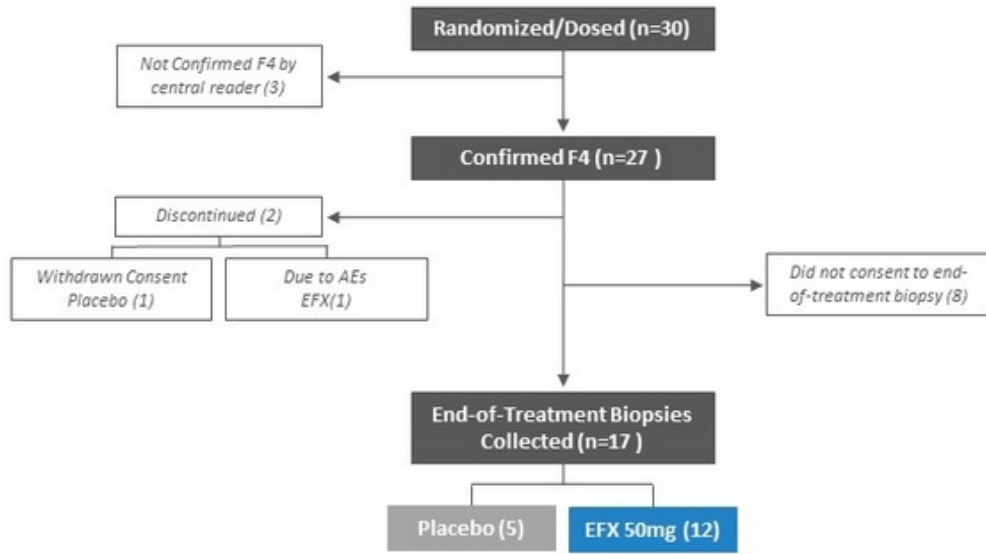 Randomized/Dosed (n=30)
Not Confirmed F4 by
central reader (3)
Confirmed F4 (n=27 )
Discontinued (2)
Withdrawn Consent
Placebo (1)
Due to AEs
EFX(1)
Did not consent to end-
of-treatment biopsy (8)
End-of-Treatment Biopsies
Collected (n=17 )
Placebo (5)
EFX 50mg (12)